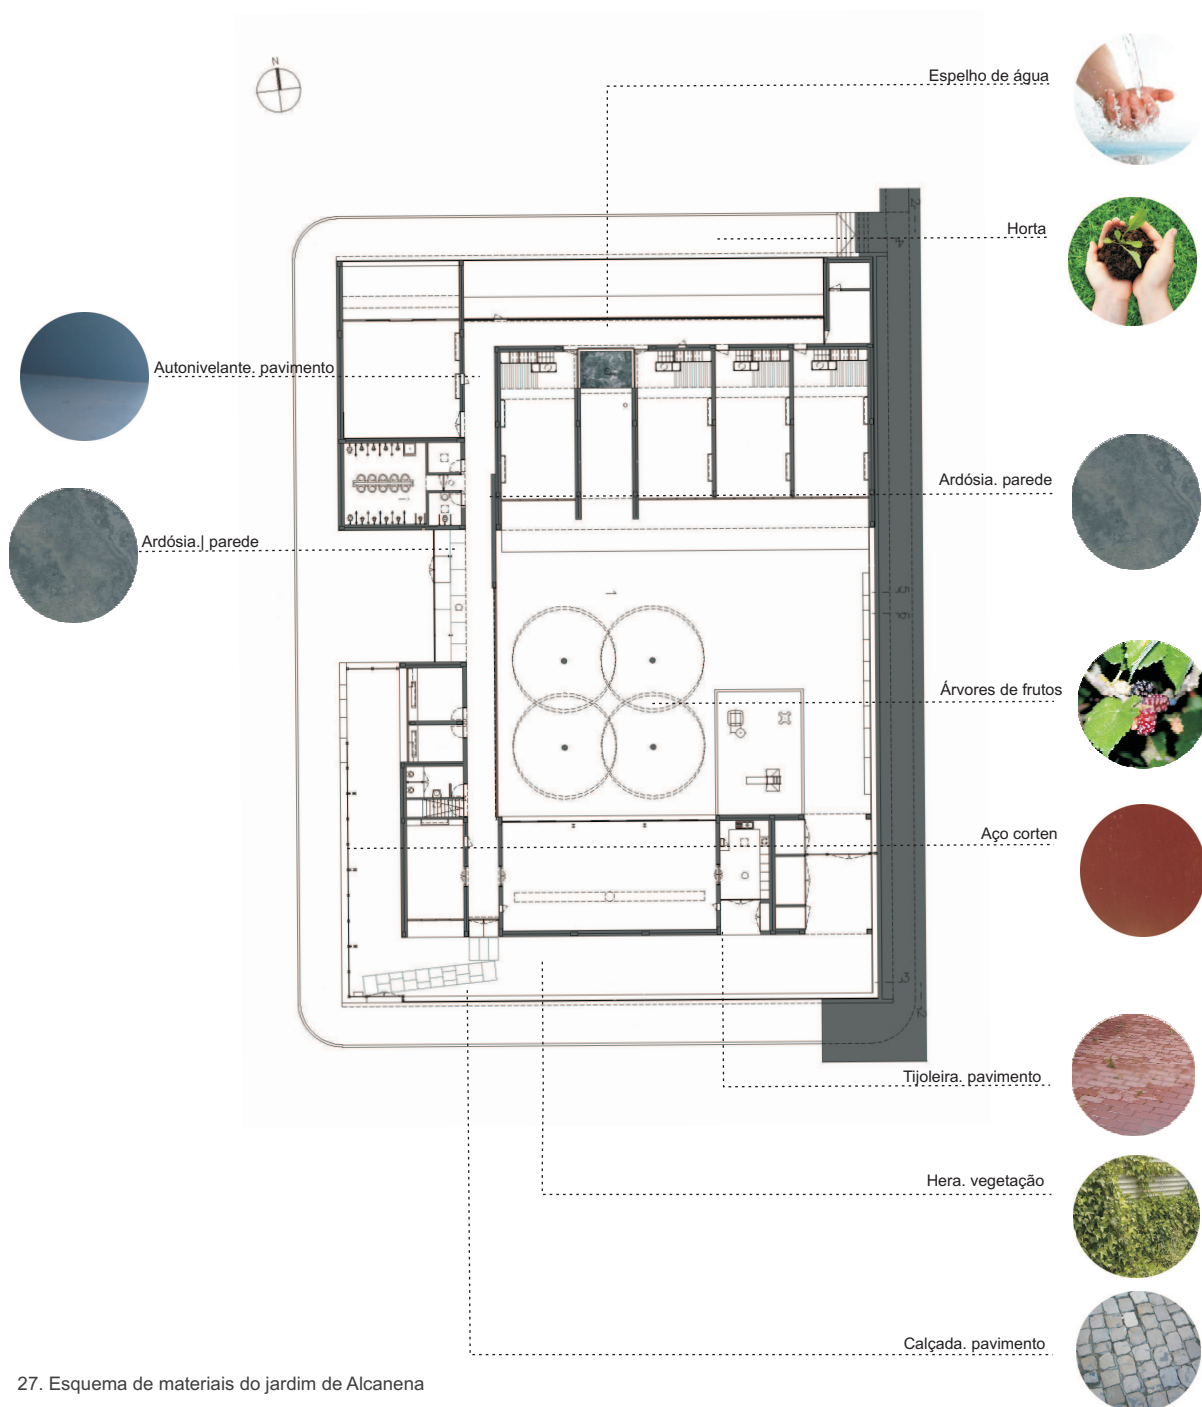 N
Espelho de água
Horta
Autonivelante. pavimento
Ardósia. parede
Ardósia.| parede
1
Árvores de frutos
Aço corten
Tijoleira. pavimento
Hera. vegetação
Calçada. pavimento
27. Esquema de materiais do jardim de Alcanena